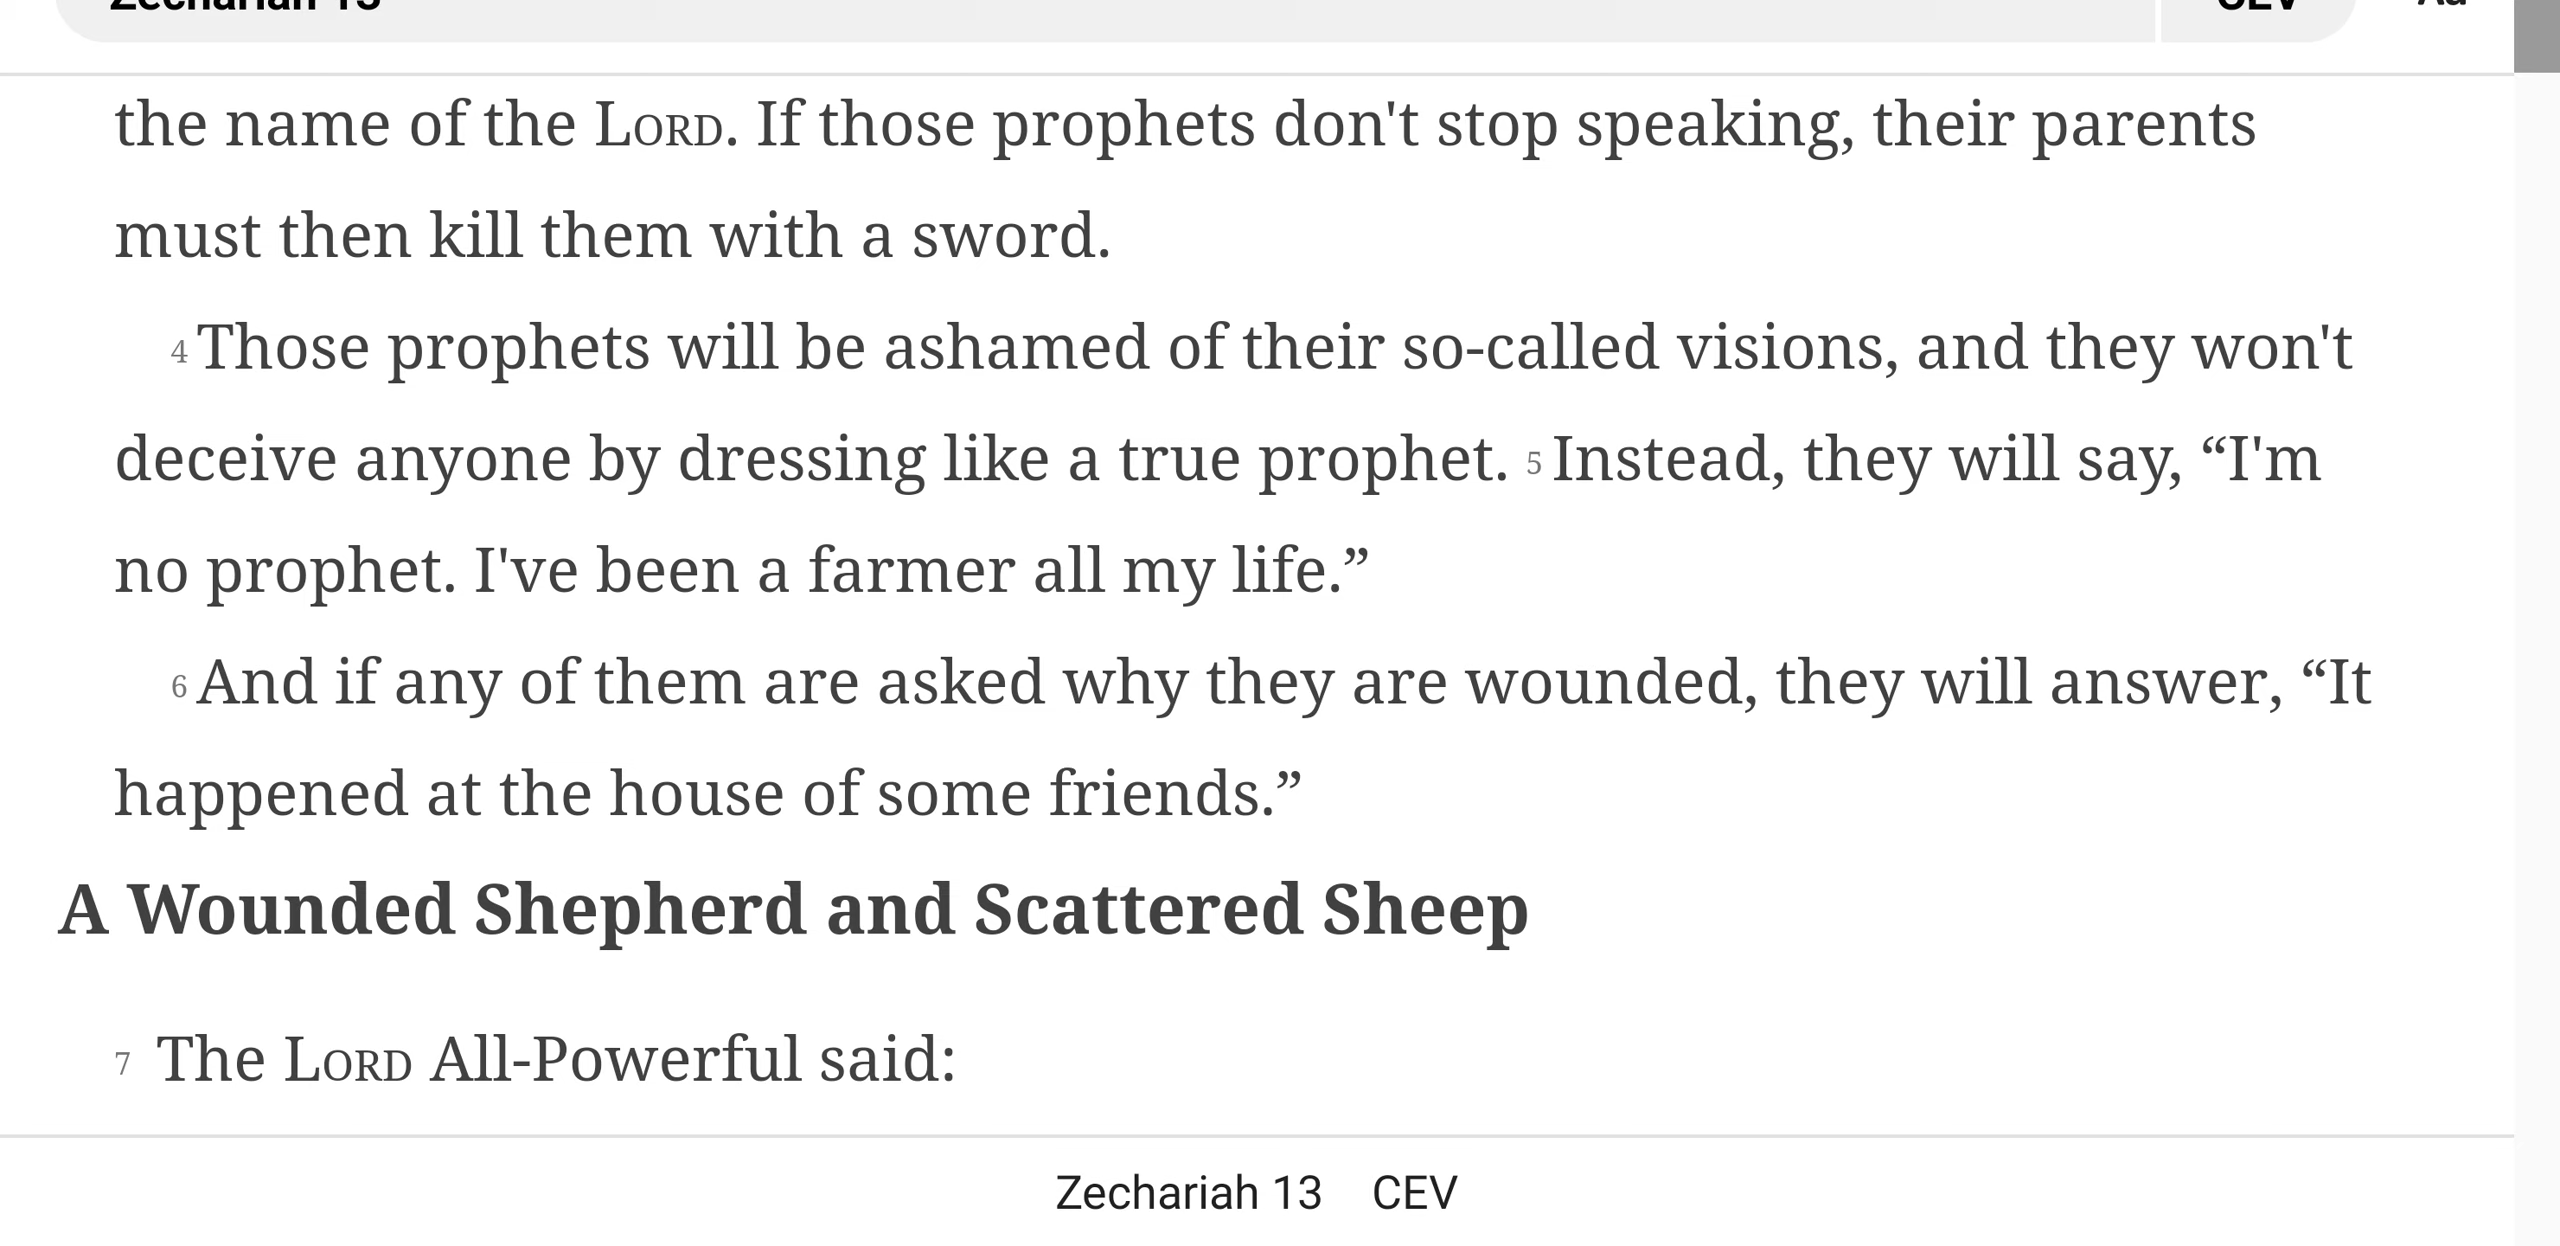 Zechariah 13 CEV Aa
the name of the LORD. If those prophets don't stop speaking, their parents
must then kill them with a sword.
4 Those prophets will be ashamed of their so-called visions, and they won't
deceive anyone by dressing like a true prophet. 5 Instead, they will say, “I'm
no prophet. I've been a farmer all my life.”
6 And if any of them are asked why they are wounded, they will answer, “It
happened at the house of some friends.”
A Wounded Shepherd and Scattered Sheep
7 The LORD All-Powerful said:
Zechariah 13 CEV